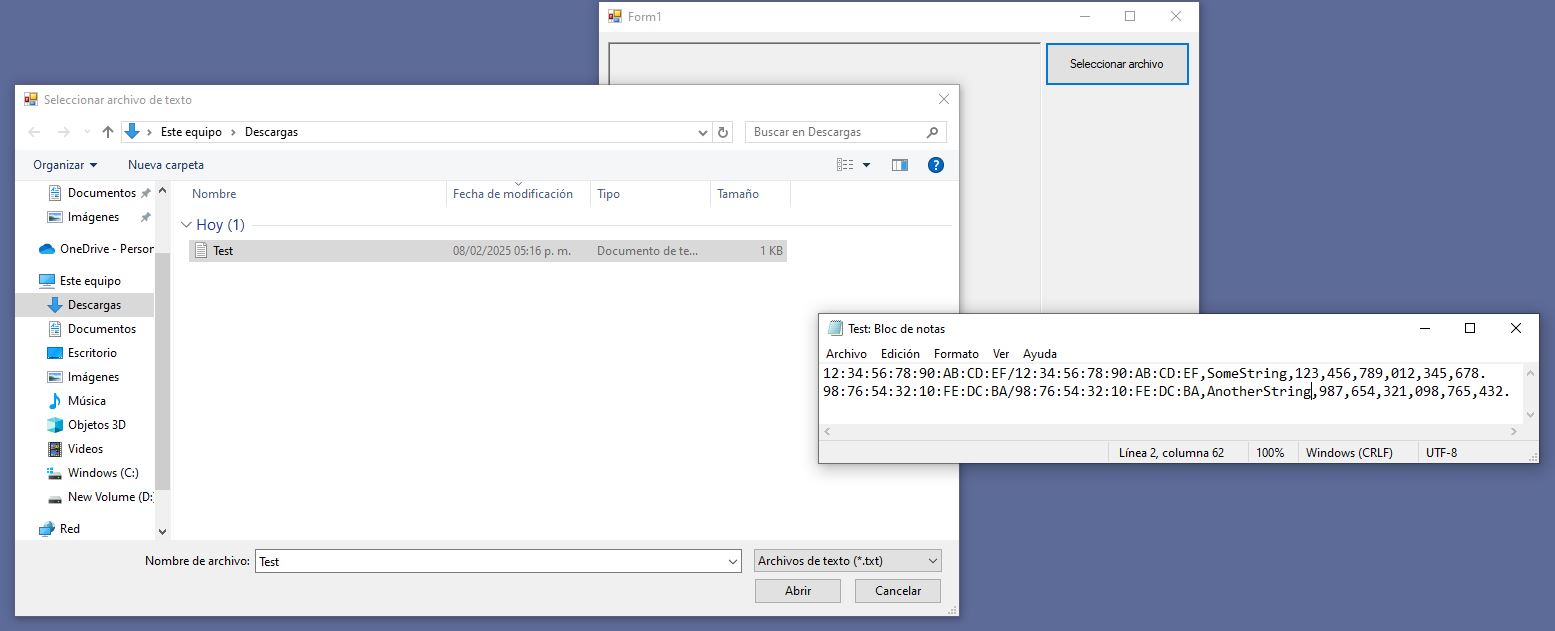 Form1
Seleccionar archivo
Seleccionar archivo de texto
Este equipo > Descargas
Buscar en Descargas
Organizar
Nueva carpeta
Documentos
Imágenes
OneDrive - Person
Este equipo
Descargas
Documentos
Escritorio
Imágenes
Música
Objetos 3D
Videos
Windows (C:)
New Volume (D:)
Red
Nombre Fecha de modificación Tipo Tamaño
Hoy (1)
Test 08/02/2025 05:16 p. m. Documento de te... 1 KB
Nombre de archivo: Test Archivos de texto (*.txt)
Abrir Cancelar
Test: Bloc de notas
Archivo Edición Formato Ver Ayuda
12:34:56:78:90:AB:CD:EF/12:34:56:78:90:AB:CD:EF,SomeString,123,456,789,012,345,678.
98:76:54:32:10:FE:DC:BA/98:76:54:32:10:FE:DC:BA,AnotherString,987,654,321,098,765,432.
Línea 2, columna 62 100% Windows (CRLF) UTF-8